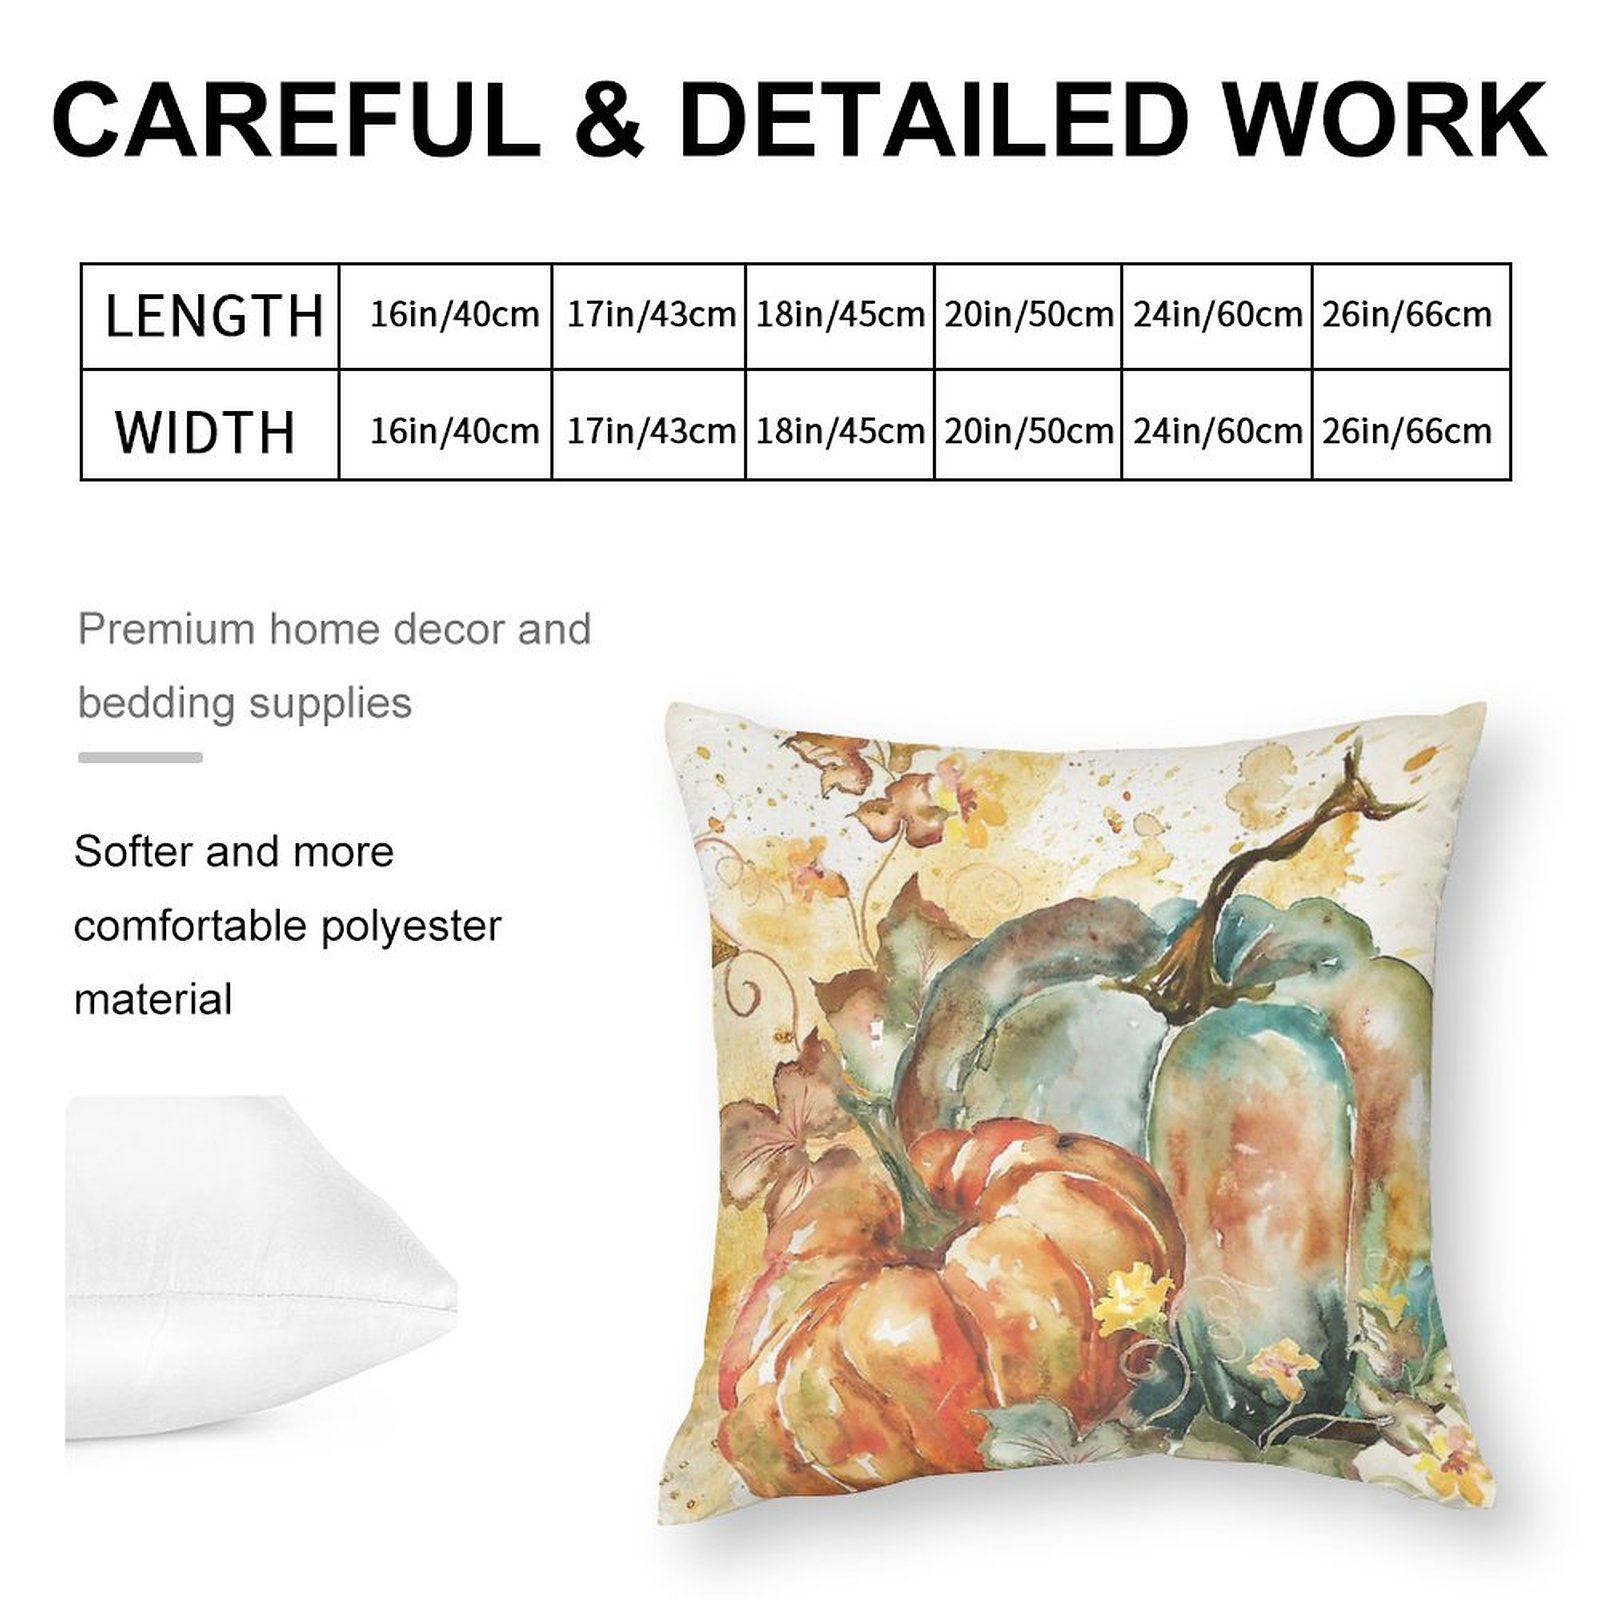 CAREFUL & DETAILED WORK
LENGTH 16in/40cm 17in/43cm 18in/45cm 20in/50cm 24in/60cm 26in/66cm
WIDTH 16in/40cm 17in/43cm 18in/45cm 20in/50cm 24in/60cm 26in/66cm
Premium home decor and
bedding supplies
Softer and more
comfortable polyester
material